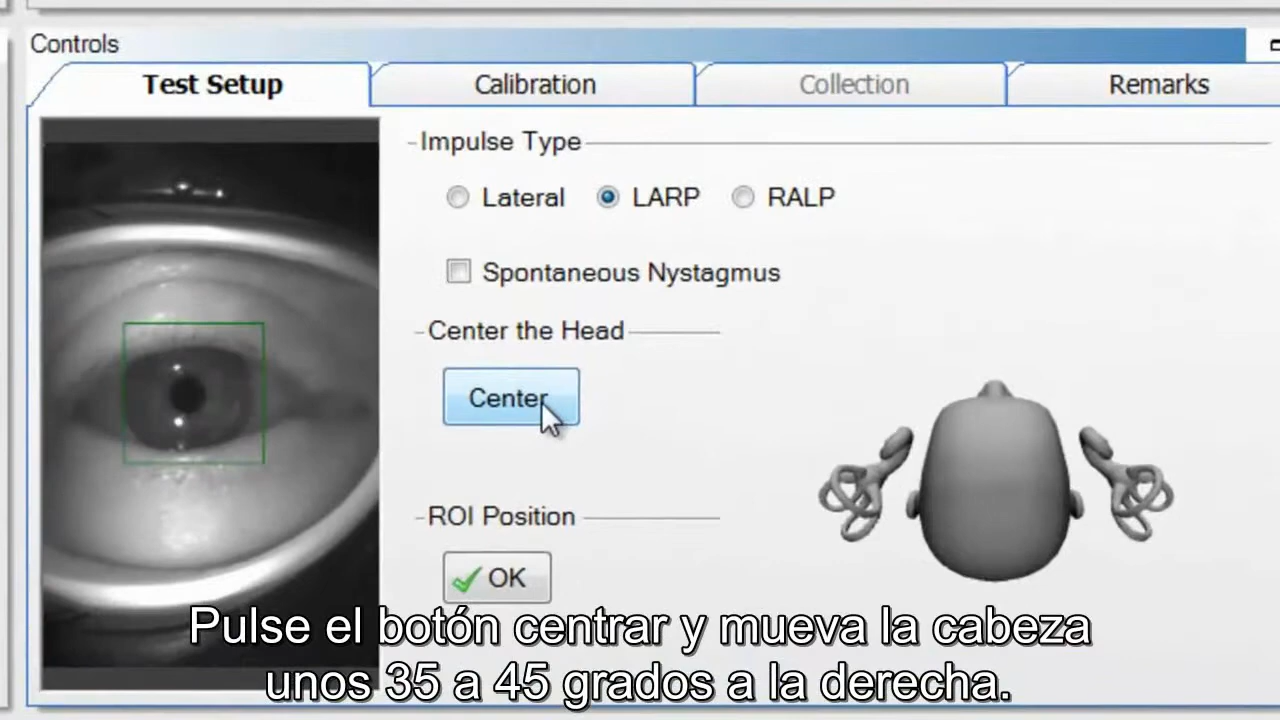 Controls
Test Setup
Calibration
Collection
Remarks
Impulse Type
Lateral
LARP
RALP
Spontaneous Nystagmus
Center the Head
Center
ROI Position
OK
Pulse el botón centrar y mueva la cabeza
unos 35 a 45 grados a la derecha.